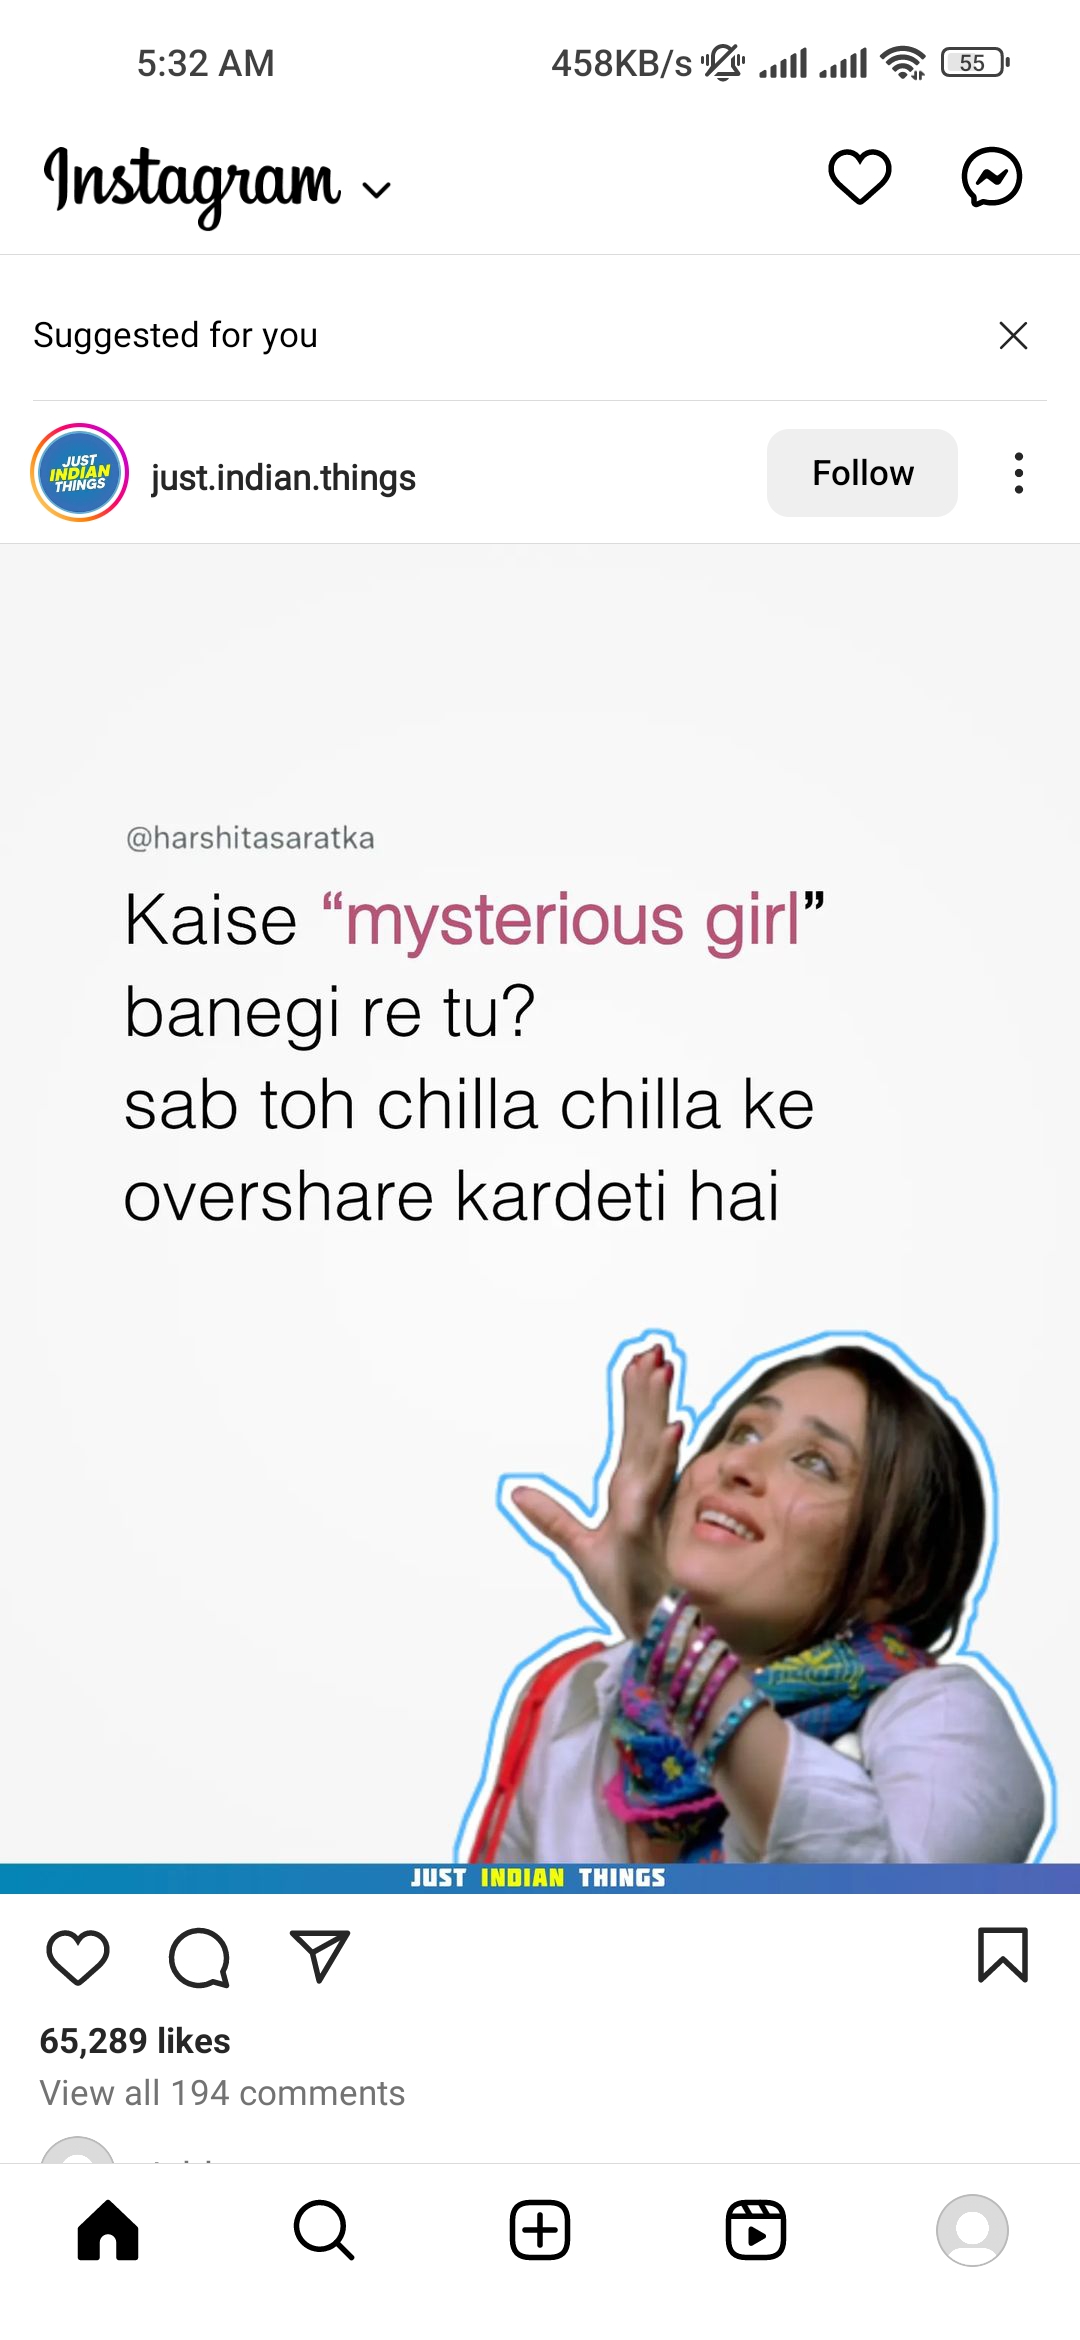 5:32 AM 458KB/s 55
Instagram
Suggested for you
JUST
INDIAN
THINGS
just.indian.things
Follow
@harshitasaratka
Kaise “mysterious girl”
banegi re tu?
sab toh chilla chilla ke
overshare kardeti hai
JUST INDIAN THINGS
65,289 likes
View all 194 comments